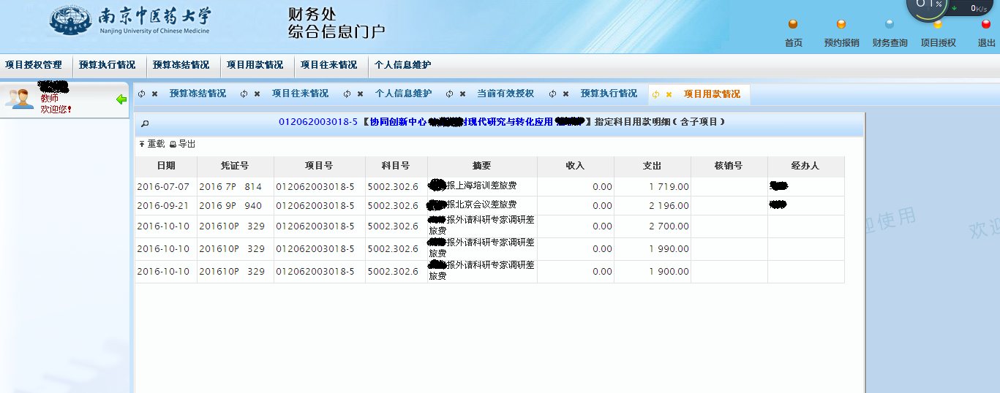 南京中医药大学
Nanjing University of Chinese Medicine
财务处
综合信息门户
61%
0K/s
首页 预约报销 财务查询 项目授权 退出
项目授权管理 预算执行情况 预算冻结情况 项目用款情况 项目往来情况 个人信息维护
教师
欢迎您!
预算冻结情况 项目往来情况 个人信息维护 当前有效授权 预算执行情况 项目用款情况
012062003018-5 【协同创新中心 对现代研究与转化应用 】指定科目用款明细(含子项目)
重载 导出
日期 凭证号 项目号 科目号 摘要 收入 支出 核销号 经办人
2016-07-07 2016 7P 814 012062003018-5 5002.302.6 报上海培训差旅费 0.00 1 719.00
2016-09-21 2016 9P 940 012062003018-5 5002.302.6 报北京会议差旅费 0.00 2 196.00
2016-10-10 201610P 329 012062003018-5 5002.302.6 报外请科研专家调研差旅费 0.00 2 700.00
2016-10-10 201610P 329 012062003018-5 5002.302.6 报外请科研专家调研差旅费 0.00 1 990.00
2016-10-10 201610P 329 012062003018-5 5002.302.6 报外请科研专家调研差旅费 0.00 1 900.00
迎使用
欢迎